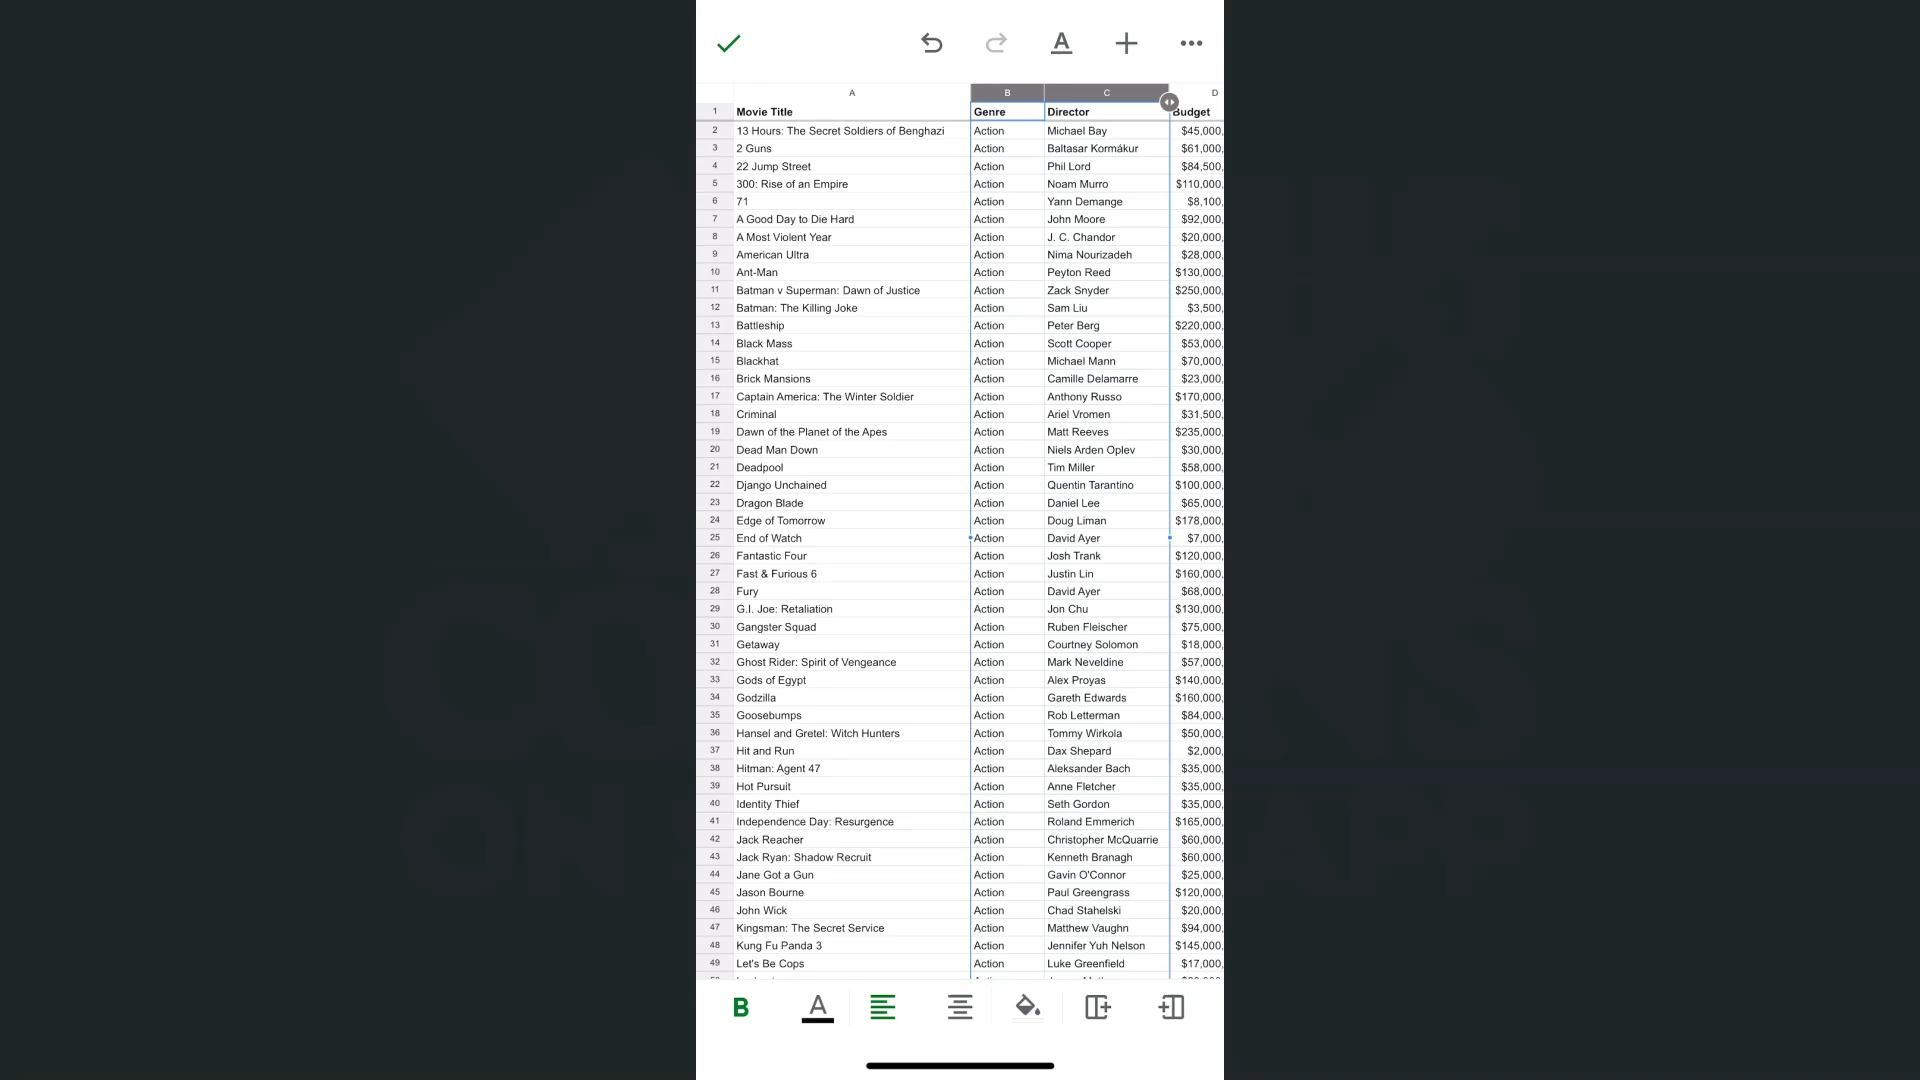 A B C D
1 Movie Title Genre Director Budget
2 13 Hours: The Secret Soldiers of Benghazi Action Michael Bay $45,000,
3 2 Guns Action Baltasar Kormákur $61,000,
4 22 Jump Street Action Phil Lord $84,500,
5 300: Rise of an Empire Action Noam Murro $110,000,
6 71 Action Yann Demange $8,100,
7 A Good Day to Die Hard Action John Moore $92,000,
8 A Most Violent Year Action J. C. Chandor $20,000,
9 American Ultra Action Nima Nourizadeh $28,000,
10 Ant-Man Action Peyton Reed $130,000,
11 Batman v Superman: Dawn of Justice Action Zack Snyder $250,000,
12 Batman: The Killing Joke Action Sam Liu $3,500,
13 Battleship Action Peter Berg $220,000,
14 Black Mass Action Scott Cooper $53,000,
15 Blackhat Action Michael Mann $70,000,
16 Brick Mansions Action Camille Delamarre $23,000,
17 Captain America: The Winter Soldier Action Anthony Russo $170,000,
18 Criminal Action Ariel Vromen $31,500,
19 Dawn of the Planet of the Apes Action Matt Reeves $235,000,
20 Dead Man Down Action Niels Arden Oplev $30,000,
21 Deadpool Action Tim Miller $58,000,
22 Django Unchained Action Quentin Tarantino $100,000,
23 Dragon Blade Action Daniel Lee $65,000,
24 Edge of Tomorrow Action Doug Liman $178,000,
25 End of Watch Action David Ayer $7,000,
26 Fantastic Four Action Josh Trank $120,000,
27 Fast & Furious 6 Action Justin Lin $160,000,
28 Fury Action David Ayer $68,000,
29 G.I. Joe: Retaliation Action Jon Chu $130,000,
30 Gangster Squad Action Ruben Fleischer $75,000,
31 Getaway Action Courtney Solomon $18,000,
32 Ghost Rider: Spirit of Vengeance Action Mark Neveldine $57,000,
33 Gods of Egypt Action Alex Proyas $140,000,
34 Godzilla Action Gareth Edwards $160,000,
35 Goosebumps Action Rob Letterman $84,000,
36 Hansel and Gretel: Witch Hunters Action Tommy Wirkola $50,000,
37 Hit and Run Action Dax Shepard $2,000,
38 Hitman: Agent 47 Action Aleksander Bach $35,000,
39 Hot Pursuit Action Anne Fletcher $35,000,
40 Identity Thief Action Seth Gordon $35,000,
41 Independence Day: Resurgence Action Roland Emmerich $165,000,
42 Jack Reacher Action Christopher McQuarrie $60,000,
43 Jack Ryan: Shadow Recruit Action Kenneth Branagh $60,000,
44 Jane Got a Gun Action Gavin O'Connor $25,000,
45 Jason Bourne Action Paul Greengrass $120,000,
46 John Wick Action Chad Stahelski $20,000,
47 Kingsman: The Secret Service Action Matthew Vaughn $94,000,
48 Kung Fu Panda 3 Action Jennifer Yuh Nelson $145,000,
49 Let's Be Cops Action Luke Greenfield $17,000,
B A